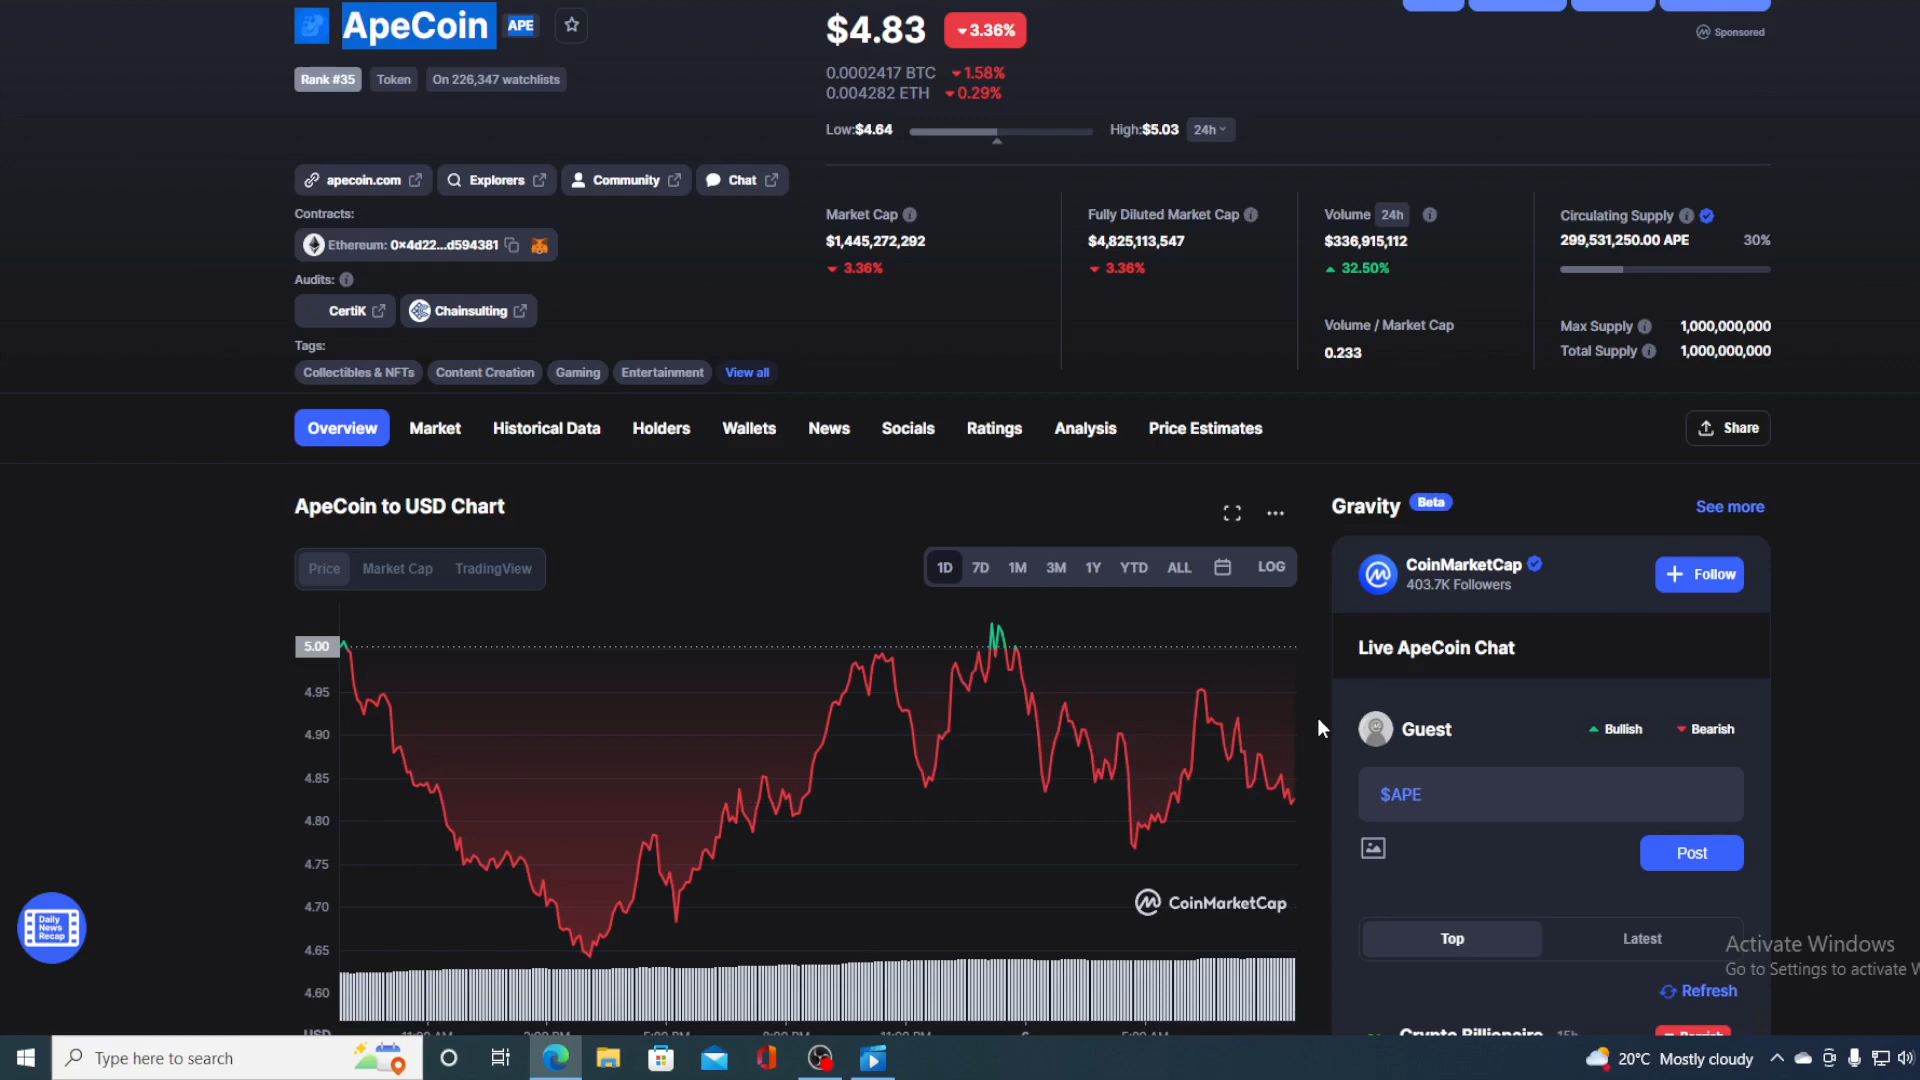 ApeCoin APE
$4.83 3.36%
Sponsored
Rank #35 Token On 226,347 watchlists
0.0002417 BTC 1.58%
0.004282 ETH 0.29%
Low:$4.64 High:$5.03 24h
apecoin.com Explorers Community Chat
Contracts:
Ethereum: 0x4d22...d594381
Audits:
CertiK Chainsulting
Tags:
Collectibles & NFTs Content Creation Gaming Entertainment View all
Market Cap
$1,445,272,292
3.36%
Fully Diluted Market Cap
$4,825,113,547
3.36%
Volume 24h
$336,915,112
32.50%
Volume / Market Cap
0.233
Circulating Supply
299,531,250.00 APE 30%
Max Supply 1,000,000,000
Total Supply 1,000,000,000
Overview Market Historical Data Holders Wallets News Socials Ratings Analysis Price Estimates Share
ApeCoin to USD Chart
Price Market Cap TradingView
1D 7D 1M 3M 1Y YTD ALL LOG
5.00
4.95
4.90
4.85
4.80
4.75
4.70
4.65
4.60
CoinMarketCap
Gravity Beta See more
CoinMarketCap
403.7K Followers
Follow
Live ApeCoin Chat
Guest Bullish Bearish
$APE
Post
Top Latest
Refresh
Crypto Billionaire 15h Bearish
Daily
News
Recap
Activate Windows
Go to Settings to activate W
Type here to search
20°C Mostly cloudy